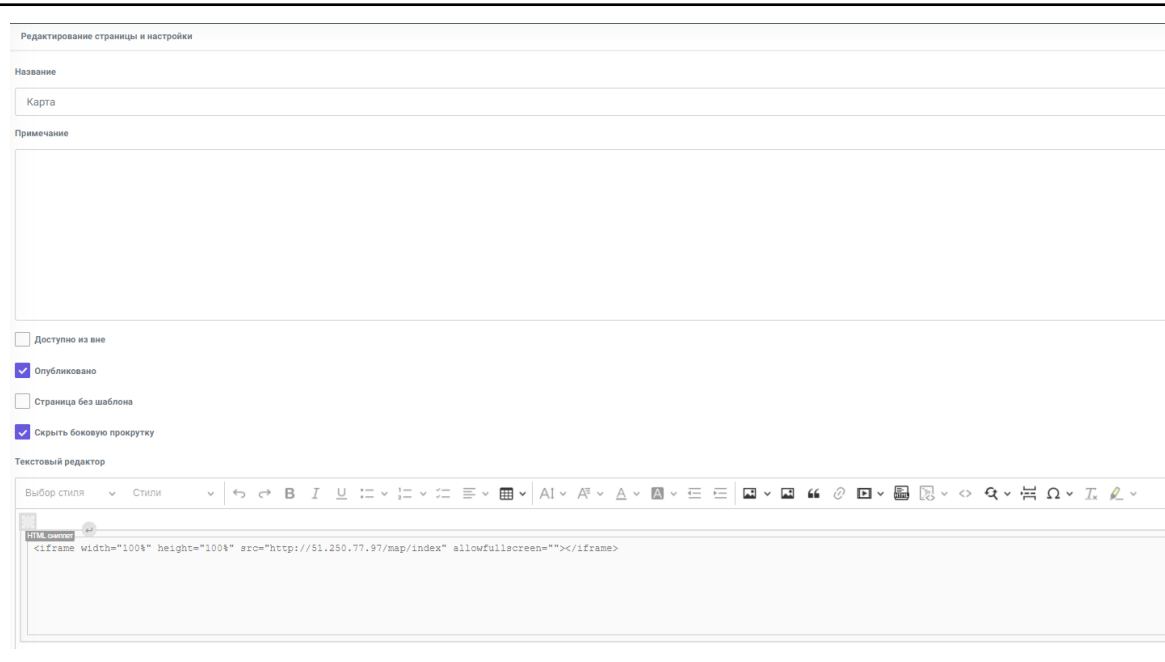 Редактирование страницы и настройки
Название
Карта
Примечание
Доступно из вне
Опубликовано
Страница без шаблона
Скрыть боковую прокрутку
Текстовый редактор
Выбор стиля Стили
HTML сниппет
<iframe width="100%" height="100%" src="http://51.250.77.97/map/index" allowfullscreen=""></iframe>